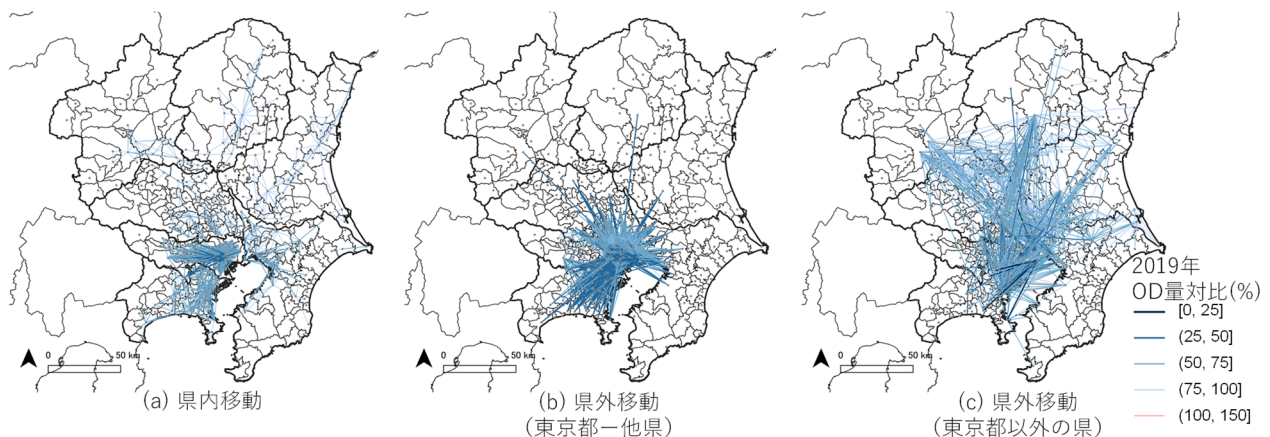 0 50 km
(a) 県内移動
0 50 km
(b) 県外移動
(東京都ー他県)
0 50 km
(c) 県外移動
(東京都以外の県)
2019年
OD量対比(%)
[0, 25]
(25, 50]
(50, 75]
(75, 100]
(100, 150]